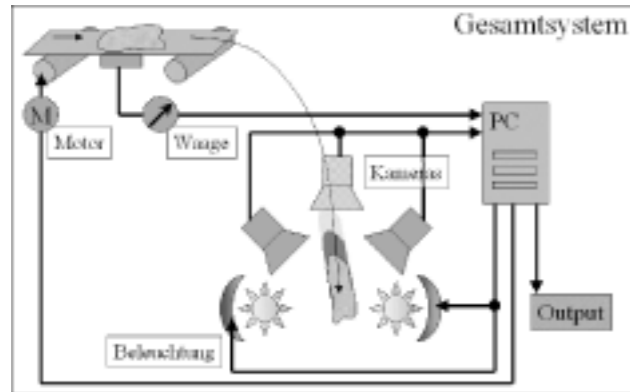 Gesamtsystem
PC
M
Motor
Waage
Kameras
Output
Beleuchtung